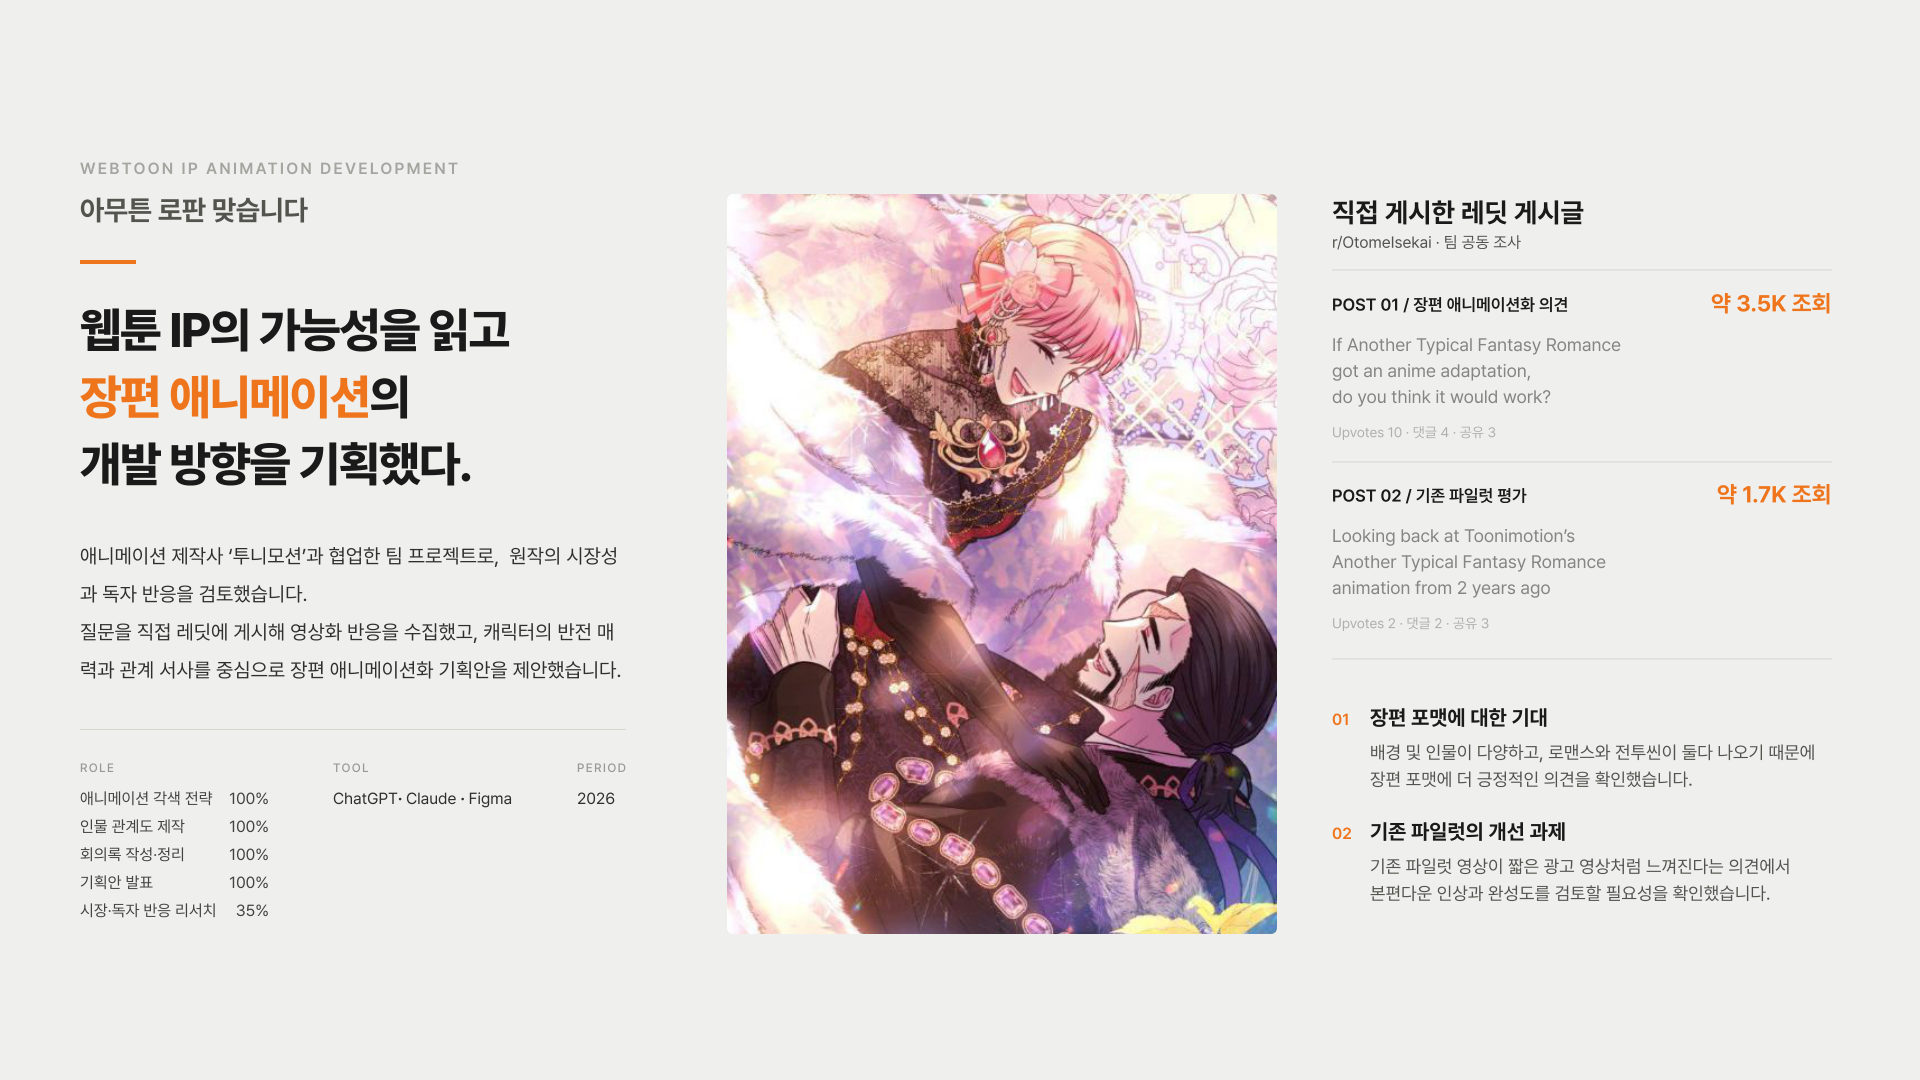 WEBTOON IP ANIMATION DEVELOPMENT
아무튼 로판 맞습니다
웹툰 IP의 가능성을 읽고
장편 애니메이션의
개발 방향을 기획했다.
애니메이션 제작사 ‘투니모션’과 협업한 팀 프로젝트로,  원작의 시장성
과 독자 반응을 검토했습니다.
질문을 직접 레딧에 게시해 영상화 반응을 수집했고, 캐릭터의 반전 매
력과 관계 서사를 중심으로 장편 애니메이션화 기획안을 제안했습니다.
ROLE
애니메이션 각색 전략 100%
인물 관계도 제작 100%
회의록 작성·정리 100%
기획안 발표 100%
시장·독자 반응 리서치 35%
TOOL
ChatGPT· Claude · Figma
PERIOD
2026
직접 게시한 레딧 게시글
r/OtomeIsekai · 팀 공동 조사
POST 01 / 장편 애니메이션화 의견 약 3.5K 조회
If Another Typical Fantasy Romance
got an anime adaptation,
do you think it would work?
Upvotes 10 · 댓글 4 · 공유 3
POST 02 / 기존 파일럿 평가 약 1.7K 조회
Looking back at Toonimotion’s
Another Typical Fantasy Romance
animation from 2 years ago
Upvotes 2 · 댓글 2 · 공유 3
01 장편 포맷에 대한 기대
배경 및 인물이 다양하고, 로맨스와 전투씬이 둘다 나오기 때문에
장편 포맷에 더 긍정적인 의견을 확인했습니다.
02 기존 파일럿의 개선 과제
기존 파일럿 영상이 짧은 광고 영상처럼 느껴진다는 의견에서
본편다운 인상과 완성도를 검토할 필요성을 확인했습니다.